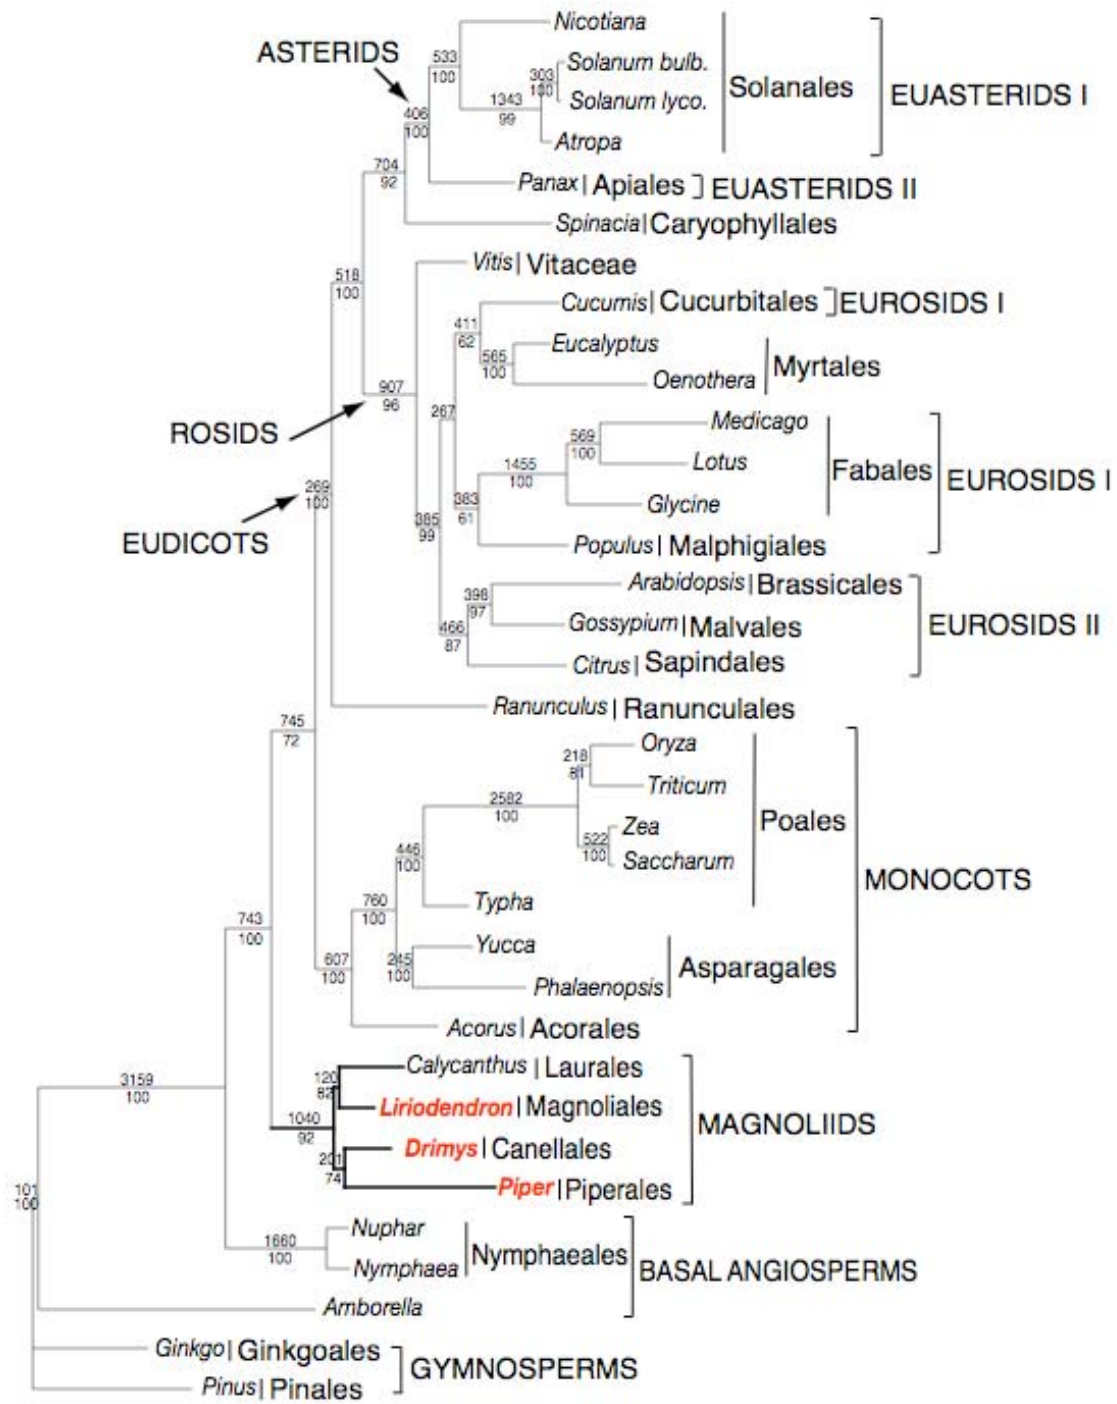 Nicotiana
ASTERIDS
533
100
Solanum bulb.
303
100
Solanales
EUASTERIDS I
1343
99
Solanum lyco.
406
100
Atropa
704
92
Panax | Apiales
EUASTERIDS II
Spinacia | Caryophyllales
Vitis | Vitaceae
518
100
Cucumis | Cucurbitales
EUROSIDS I
411
62
Eucalyptus
565
100
Myrtales
Oenothera
907
96
ROSIDS
267
Medicago
569
100
Lotus
1455
100
Fabales
EUROSIDS I
269
100
Glycine
383
61
EUDICOTS
385
99
Populus | Malphigiales
Arabidopsis | Brassicales
398
97
Gossypium | Malvales
EUROSIDS II
466
87
Citrus | Sapindales
Ranunculus | Ranunculales
745
72
Oryza
218
81
Triticum
2582
100
Poales
Zea
522
100
446
100
Saccharum
MONOCOTS
760
100
Typha
743
100
Yucca
245
100
Asparagales
607
100
Phalaenopsis
Acorus | Acorales
Calycanthus | Laurales
120
82
3159
100
Liriodendron | Magnoliales
1040
92
MAGNOLIIDS
Drimys | Canellales
201
74
Piper | Piperales
101
100
Nuphar
1660
100
Nymphaeales
Nymphaea
BASAL ANGIOSPERMS
Amborella
Ginkgo | Ginkgoales
GYMNOSPERMS
Pinus | Pinales